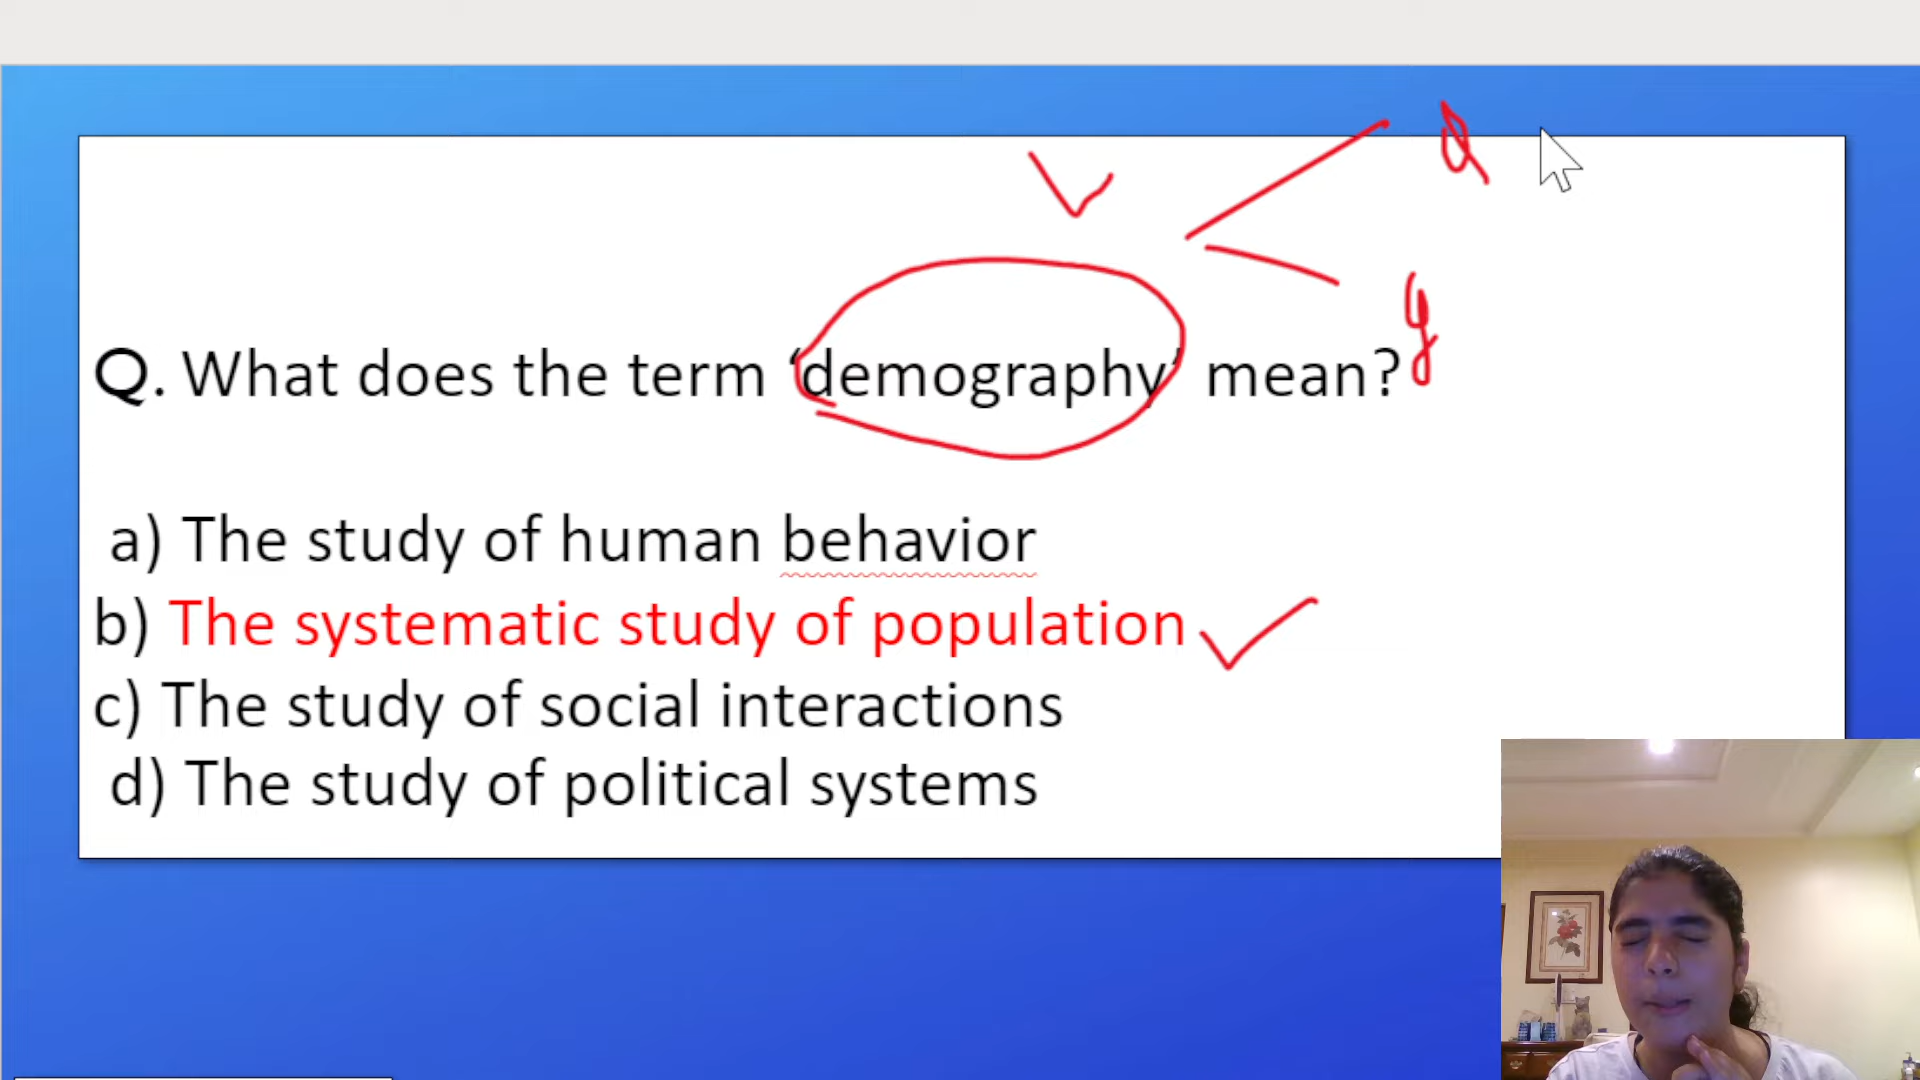 Q. What does the term ‘demography’ mean?
a) The study of human behavior
b) The systematic study of population
c) The study of social interactions
d) The study of political systems